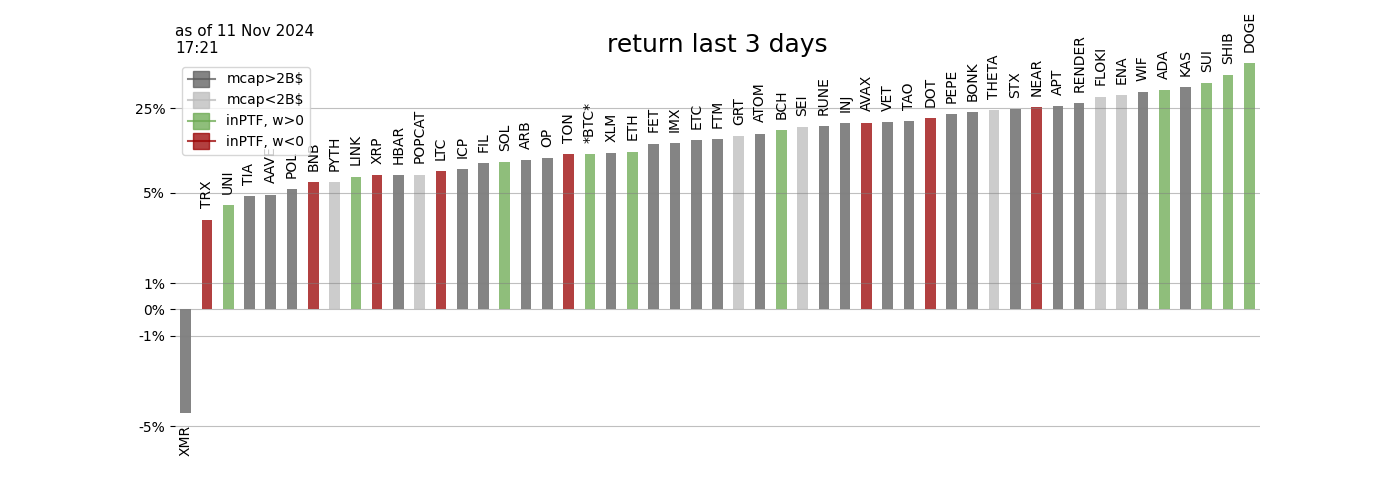 as of 11 Nov 2024
17:21
return last 3 days
mcap>2B$
mcap<2B$
inPTF, w>0
inPTF, w<0
25%
5%
1%
0%
-1%
-5%
XMR
TRX
UNI
TIA
AAVE
POL
BNB
PYTH
LINK
XRP
HBAR
POPCAT
LTC
ICP
FIL
SOL
ARB
OP
TON
*BTC*
XLM
ETH
FET
IMX
ETC
FTM
GRT
ATOM
BCH
SEI
RUNE
INJ
AVAX
VET
TAO
DOT
PEPE
BONK
THETA
STX
NEAR
APT
RENDER
FLOKI
ENA
WIF
ADA
KAS
SUI
SHIB
DOGE